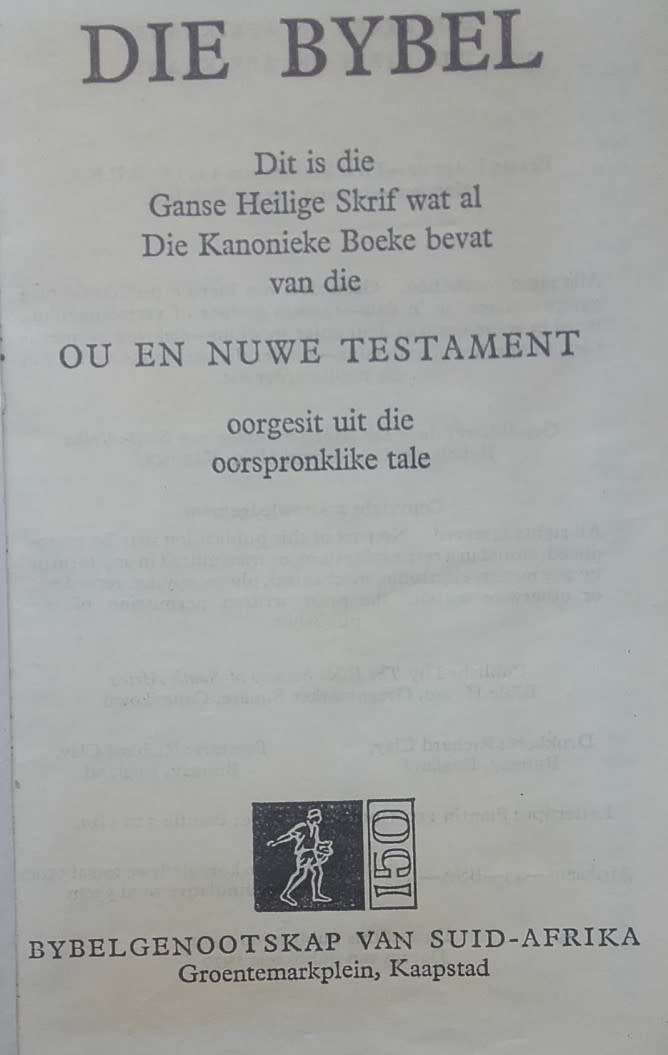 DIE BYBEL
Dit is die
Ganse Heilige Skrif wat al
Die Kanonieke Boeke bevat
van die
OU EN NUWE TESTAMENT
oorgesit uit die
oorspronklike tale
150
BYBELGENOOTSKAP VAN SUID-AFRIKA
Groentemarkplein, Kaapstad